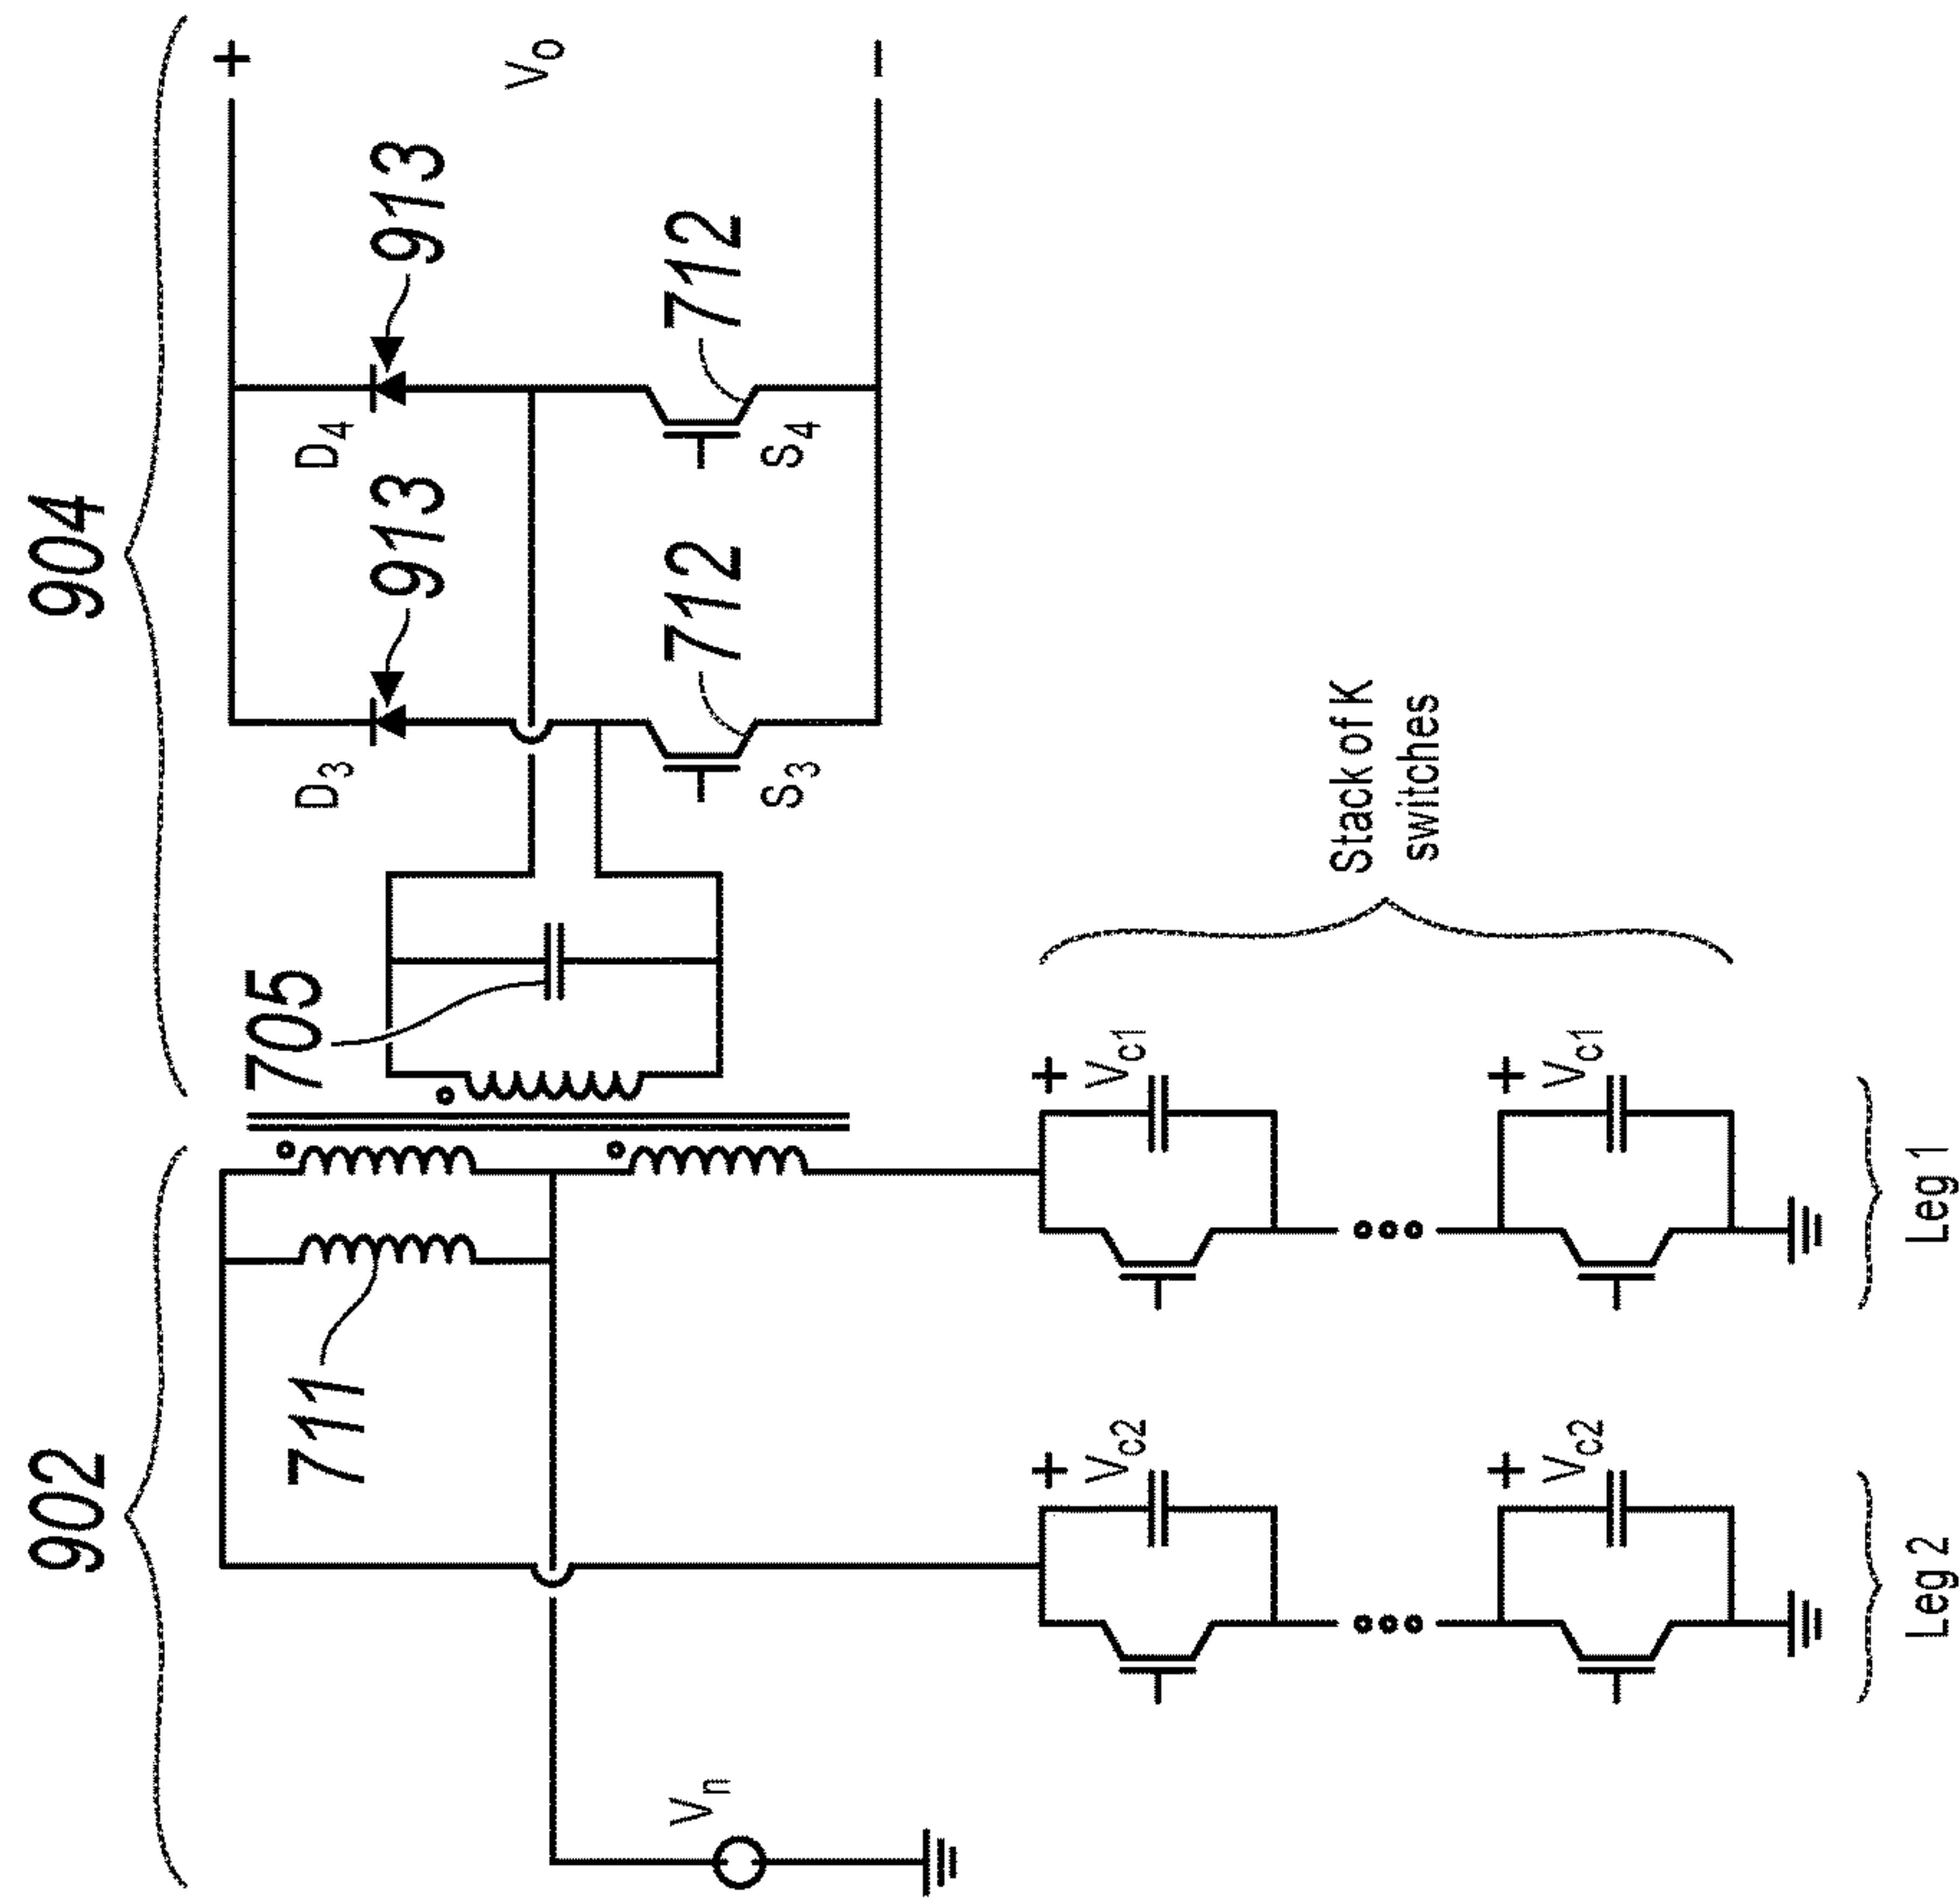 902
904
711
705
913
913
D3
D4
712
712
S3
S4
+
Vo
−
Vn
+
Vc2
+
Vc1
+
Vc2
+
Vc1
Stack of K
switches
Leg 2
Leg 1